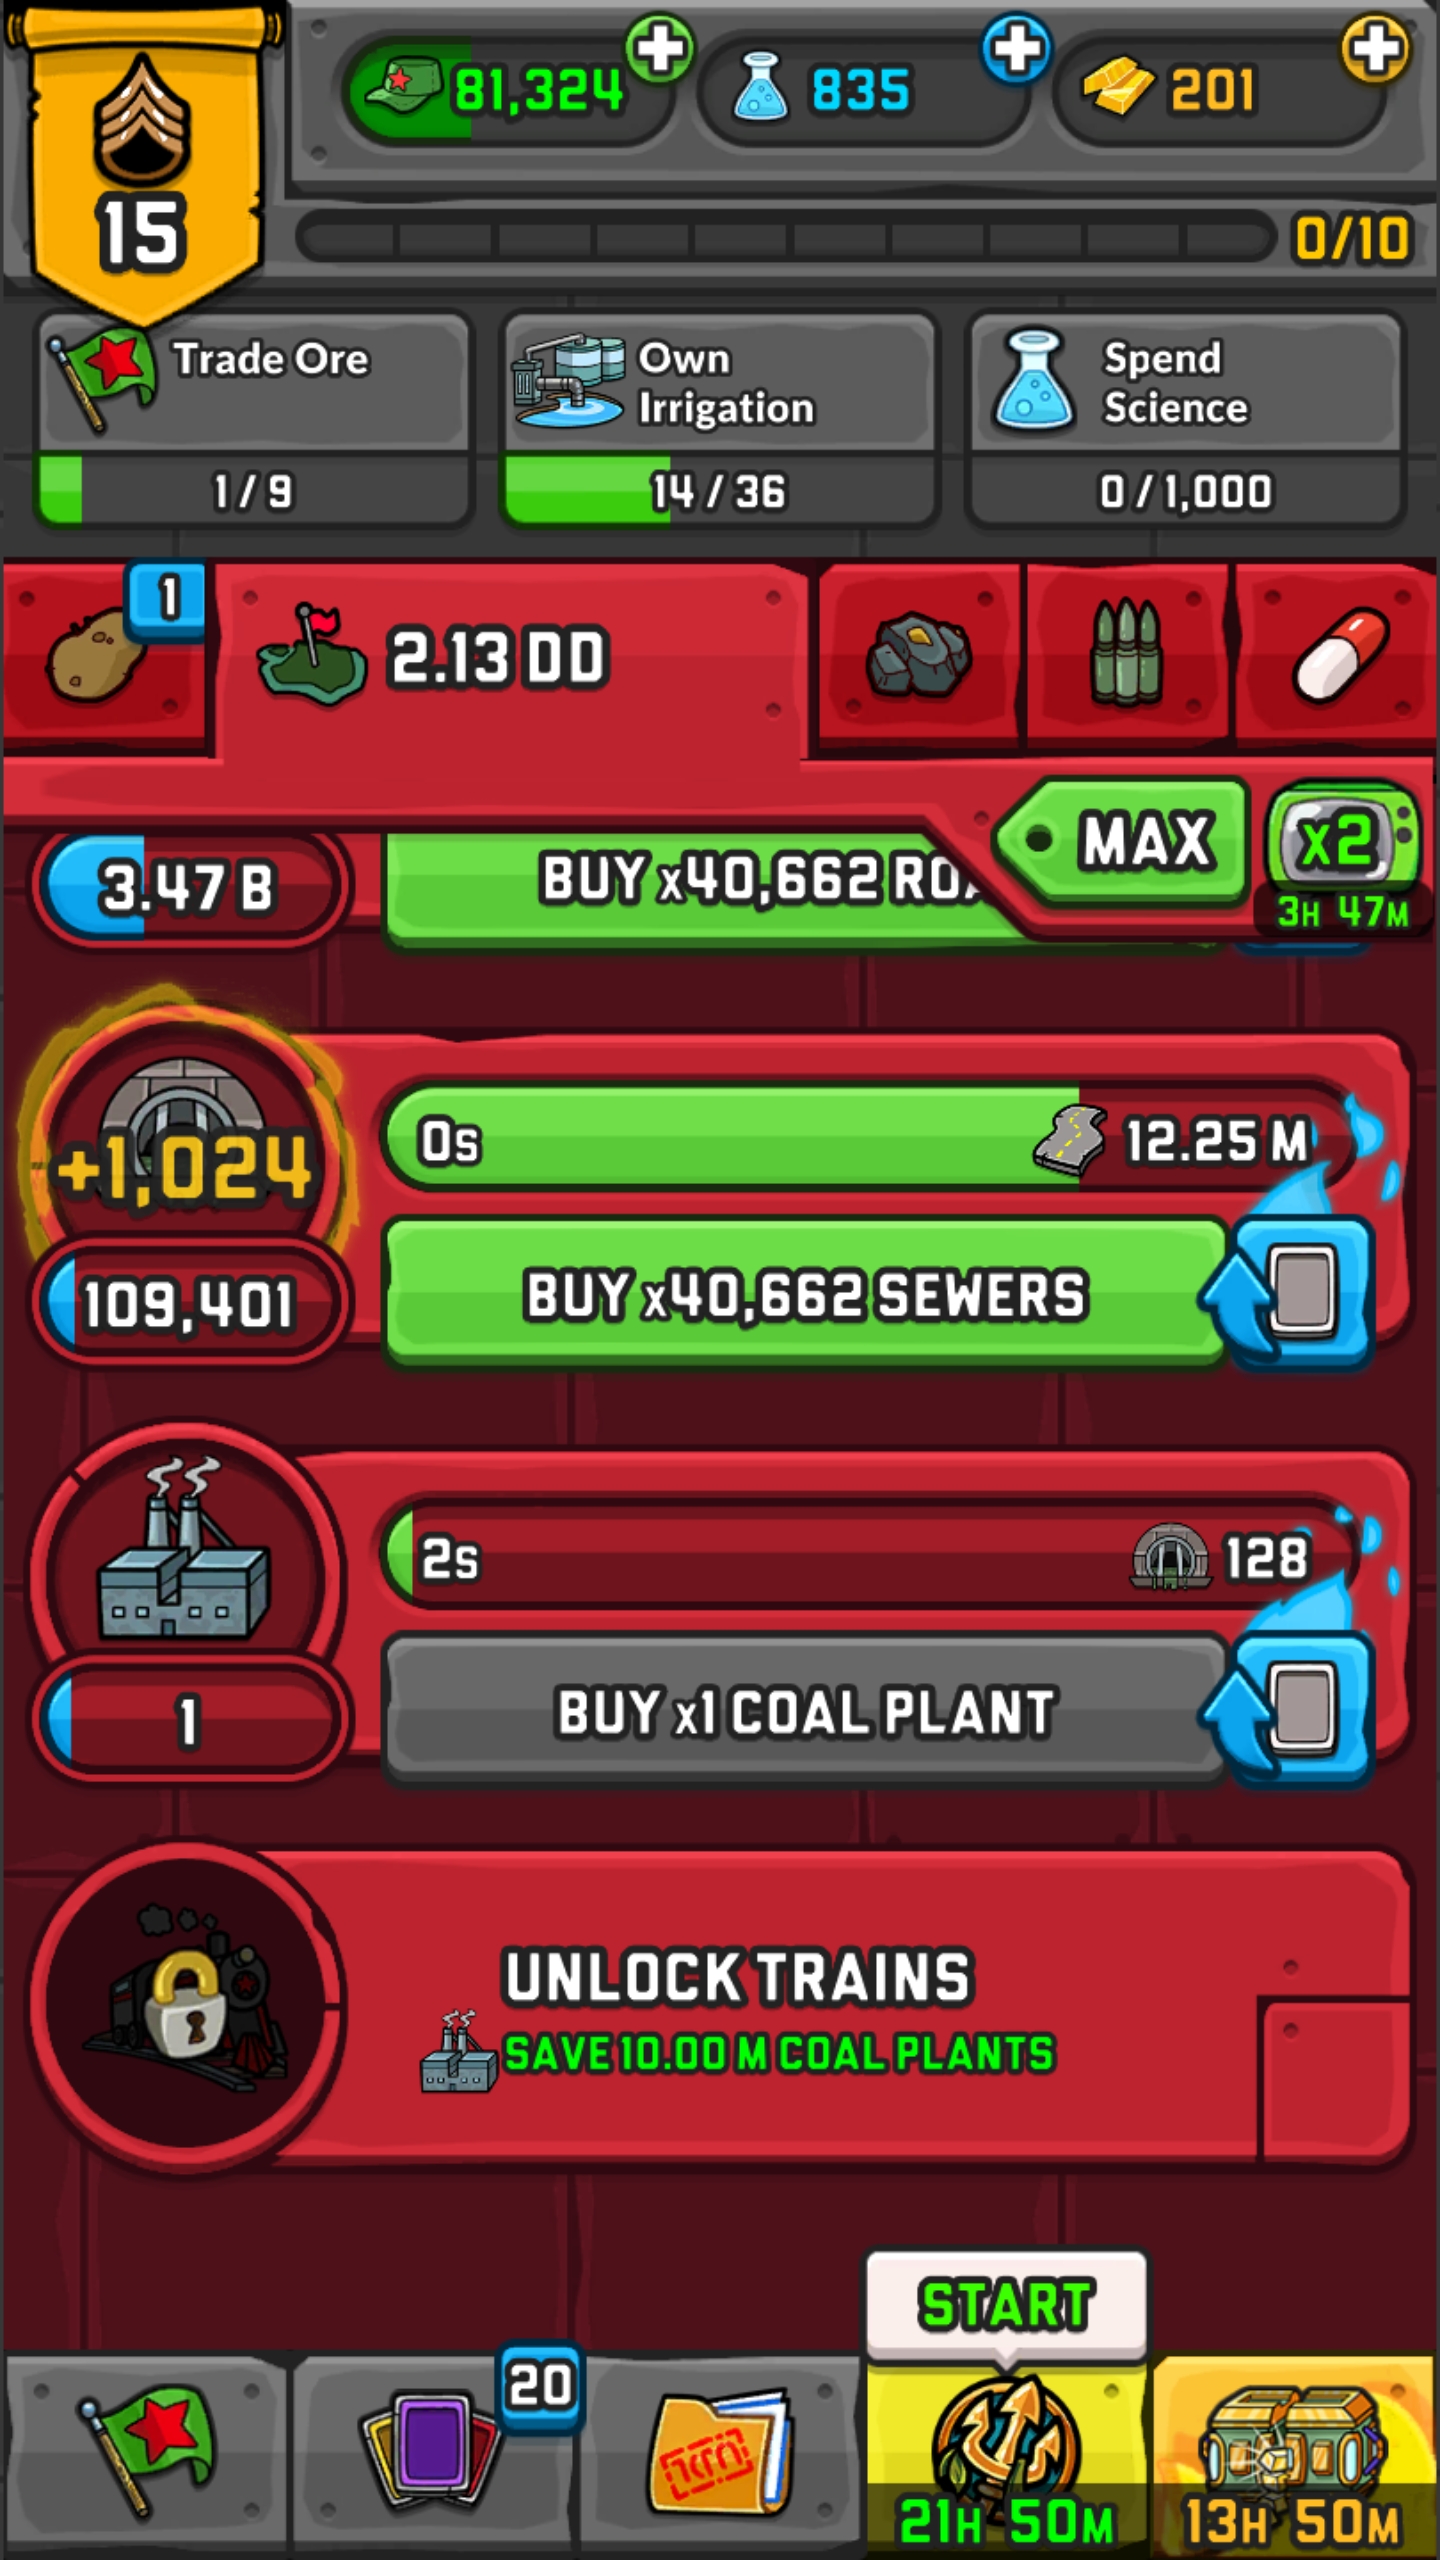 81,324
835
201
15
0/10
Trade Ore
Own
Irrigation
Spend
Science
1 / 9
14 / 36
0 / 1,000
1
2.13 DD
MAX
x2
3H 47M
3.47 B
BUY x40,662
+1,024
0s
12.25 M
109,401
BUY x40,662 SEWERS
2s
128
1
BUY x1 COAL PLANT
UNLOCK TRAINS
SAVE 10.00 M COAL PLANTS
START
20
21H 50M
13H 50M